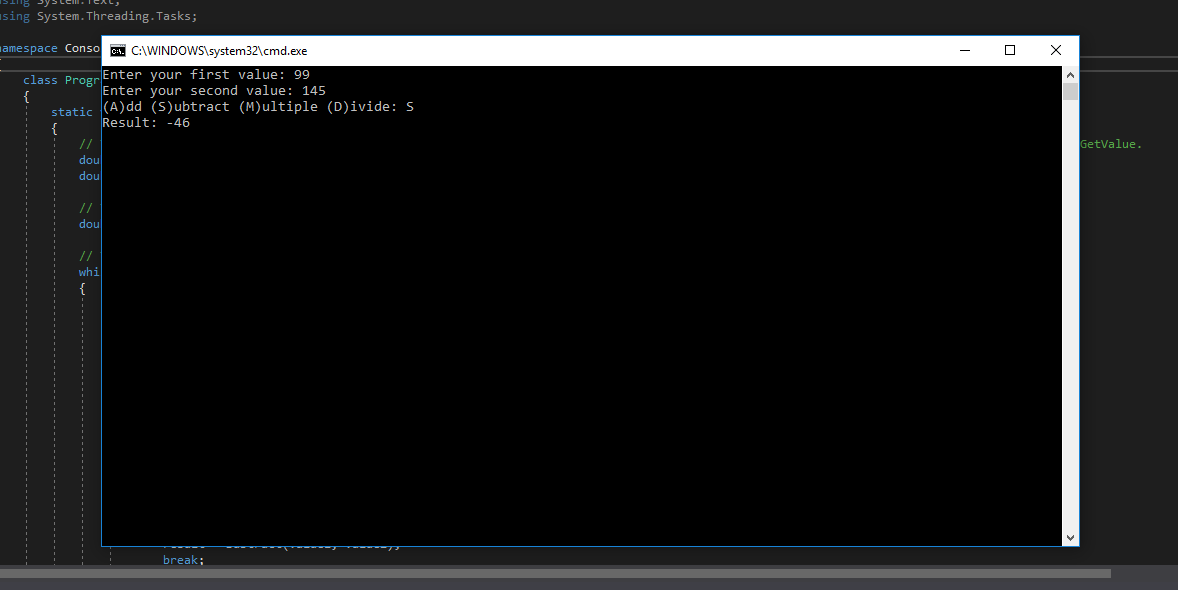 using System.Text;
using System.Threading.Tasks;
namespace Conso
C:\WINDOWS\system32\cmd.exe
class Progr
{
static
{
// GetValue.
dou
dou
//
dou
//
whi
{
Enter your first value: 99
Enter your second value: 145
(A)dd (S)ubtract (M)ultiple (D)ivide: S
Result: -46
break;